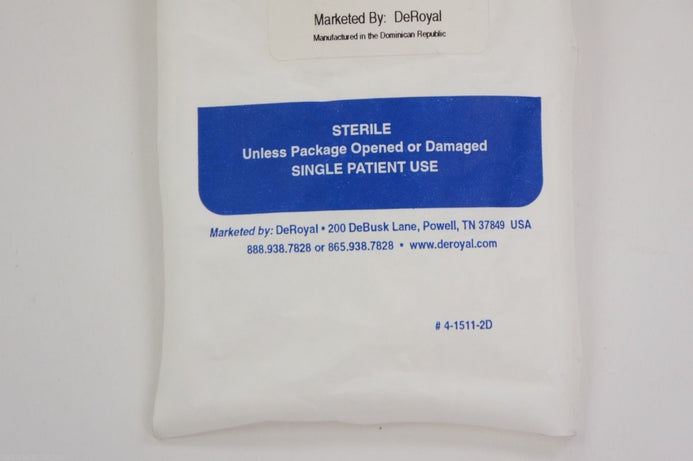 Marketed By: DeRoyal
Manufactured in the Dominican Republic
STERILE
Unless Package Opened or Damaged
SINGLE PATIENT USE
Marketed by: DeRoyal • 200 DeBusk Lane, Powell, TN 37849 USA
888.938.7828 or 865.938.7828 • www.deroyal.com
# 4-1511-2D